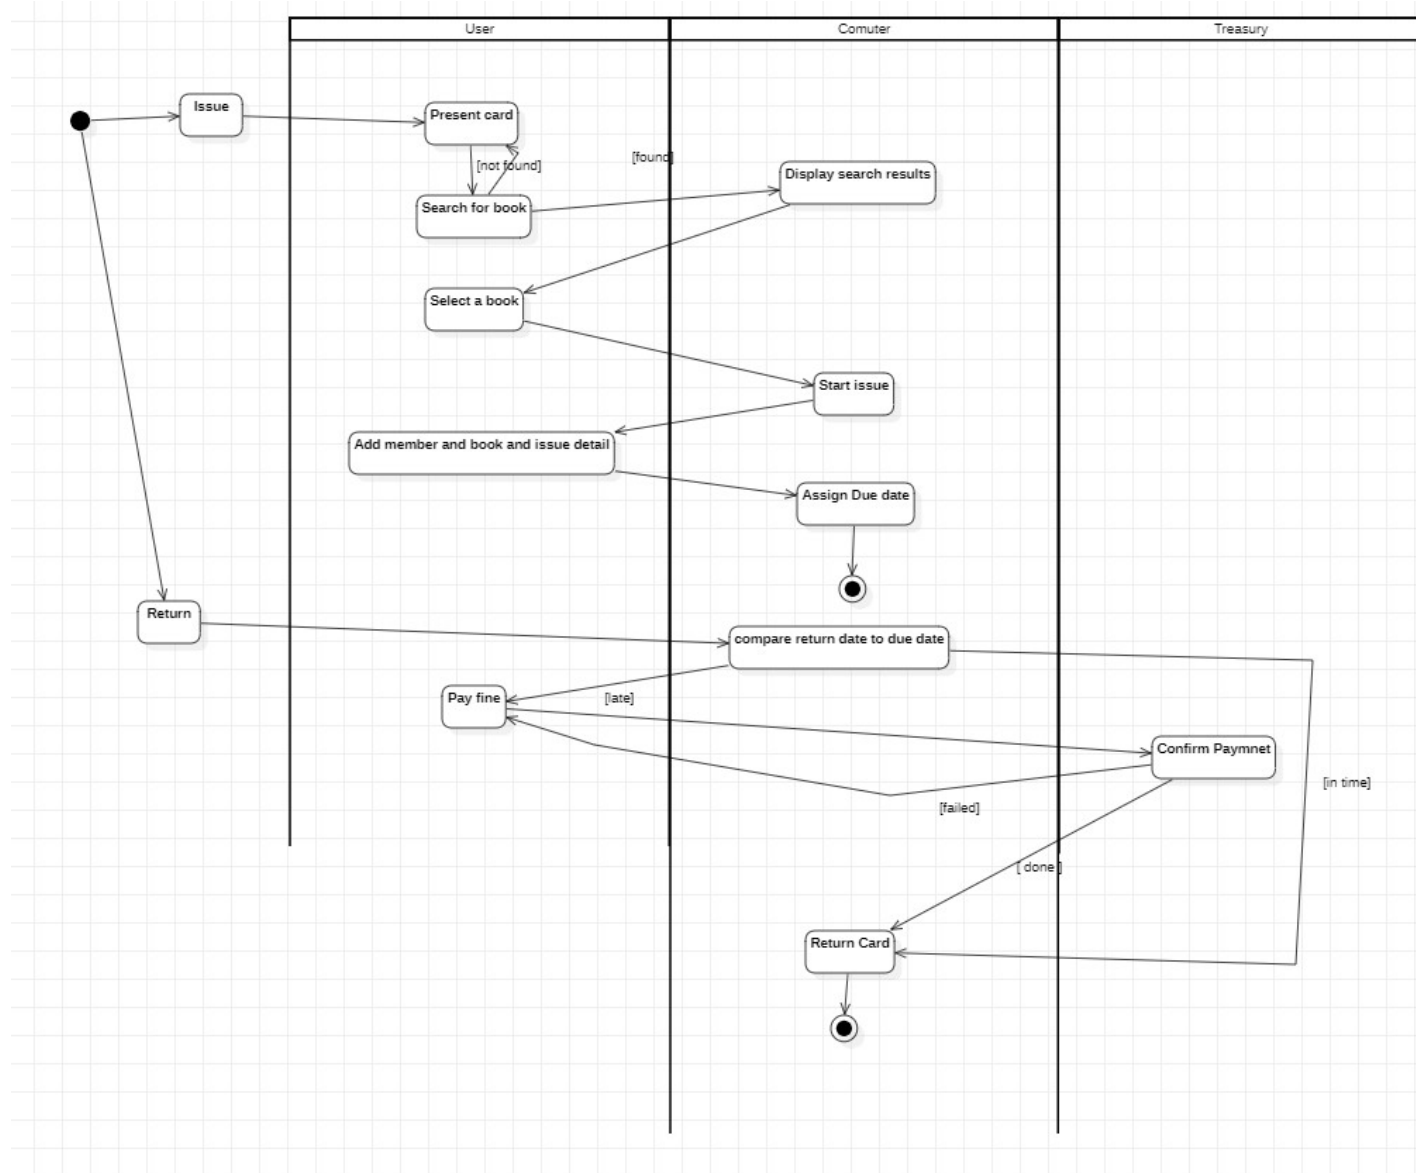 User
Comuter
Treasury
Issue
Present card
[not found]
[found]
Display search results
Search for book
Select a book
Start issue
Add member and book and issue detail
Assign Due date
Return
compare return date to due date
Pay fine
[late]
Confirm Paymnet
[in time]
[failed]
[ done ]
Return Card